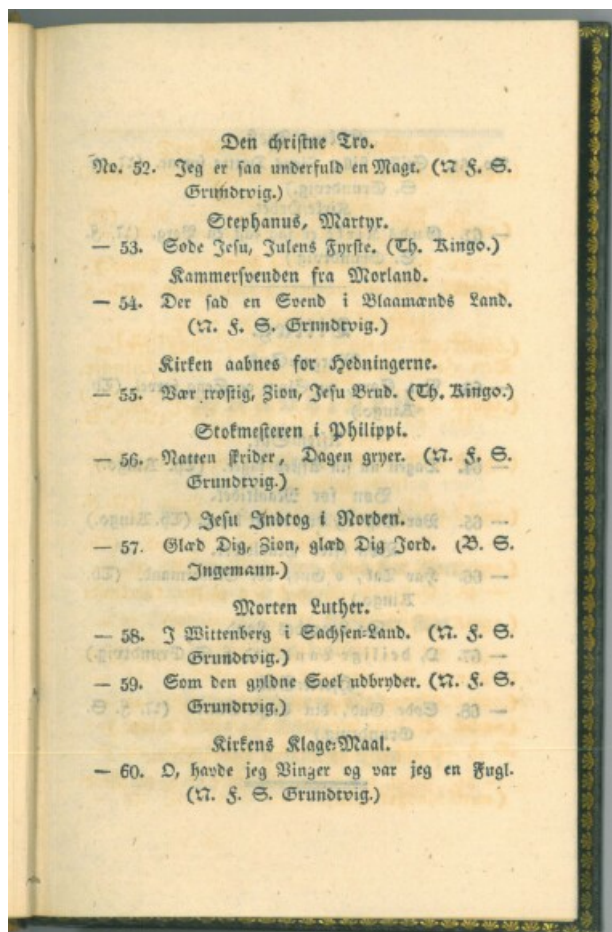 Den christne Tro.
No. 52. Jeg er saa underfuld en Magt. (N F. S.
Grundtvig.)
Stephanus, Martyr.
— 53. Søde Jesu, Julens Fyrste. (Th. Kingo.)
Kammersvenden fra Morland.
— 54. Der sad en Svend i Blaamænds Land.
(N. F. S. Grundtvig.)
Kirken aabnes for Hedningerne.
— 55. Vær trøstig, Zion, Jesu Brud. (Th. Kingo.)
Stokmesteren i Philippi.
— 56. Natten skrider, Dagen gryer. (N. F. S.
Grundtvig.)
Jesu Indtog i Norden.
— 57. Glæd Dig, Zion, glæd Dig Jord. (B. S.
Ingemann.)
Morten Luther.
— 58. I Wittenberg i Sachsen-Land. (N. F. S.
Grundtvig.)
— 59. Som den gyldne Soel udbryder. (N. F. S.
Grundtvig.)
Kirkens Klage-Maal.
— 60. O, havde jeg Vinger og var jeg en Fugl.
(N. F. S. Grundtvig.)